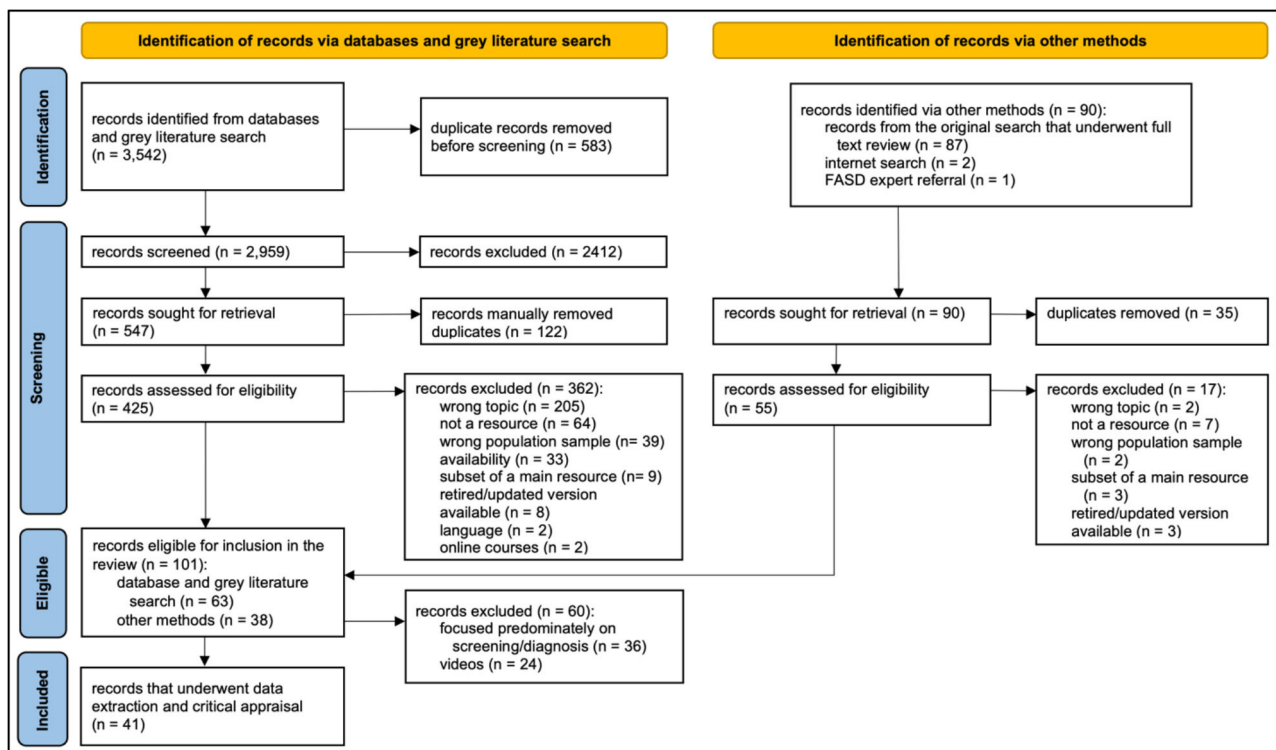 Identification of records via databases and grey literature search
Identification of records via other methods
Identification
records identified from databases
and grey literature search
(n = 3,542)
duplicate records removed
before screening (n = 583)
records identified via other methods (n = 90):
records from the original search that underwent full
text review (n = 87)
internet search (n = 2)
FASD expert referral (n = 1)
Screening
records screened (n = 2,959)
records excluded (n = 2412)
records sought for retrieval
(n = 547)
records manually removed
duplicates (n = 122)
records sought for retrieval (n = 90)
duplicates removed (n = 35)
records assessed for eligibility
(n = 425)
records excluded (n = 362):
wrong topic (n = 205)
not a resource (n = 64)
wrong population sample (n= 39)
availability (n = 33)
subset of a main resource (n= 9)
retired/updated version
available (n = 8)
language (n = 2)
online courses (n = 2)
records assessed for eligibility
(n = 55)
records excluded (n = 17):
wrong topic (n = 2)
not a resource (n = 7)
wrong population sample
(n = 2)
subset of a main resource
(n = 3)
retired/updated version
available (n = 3)
Eligible
records eligible for inclusion in the
review (n = 101):
database and grey literature
search (n = 63)
other methods (n = 38)
records excluded (n = 60):
focused predominately on
screening/diagnosis (n = 36)
videos (n = 24)
Included
records that underwent data
extraction and critical appraisal
(n = 41)